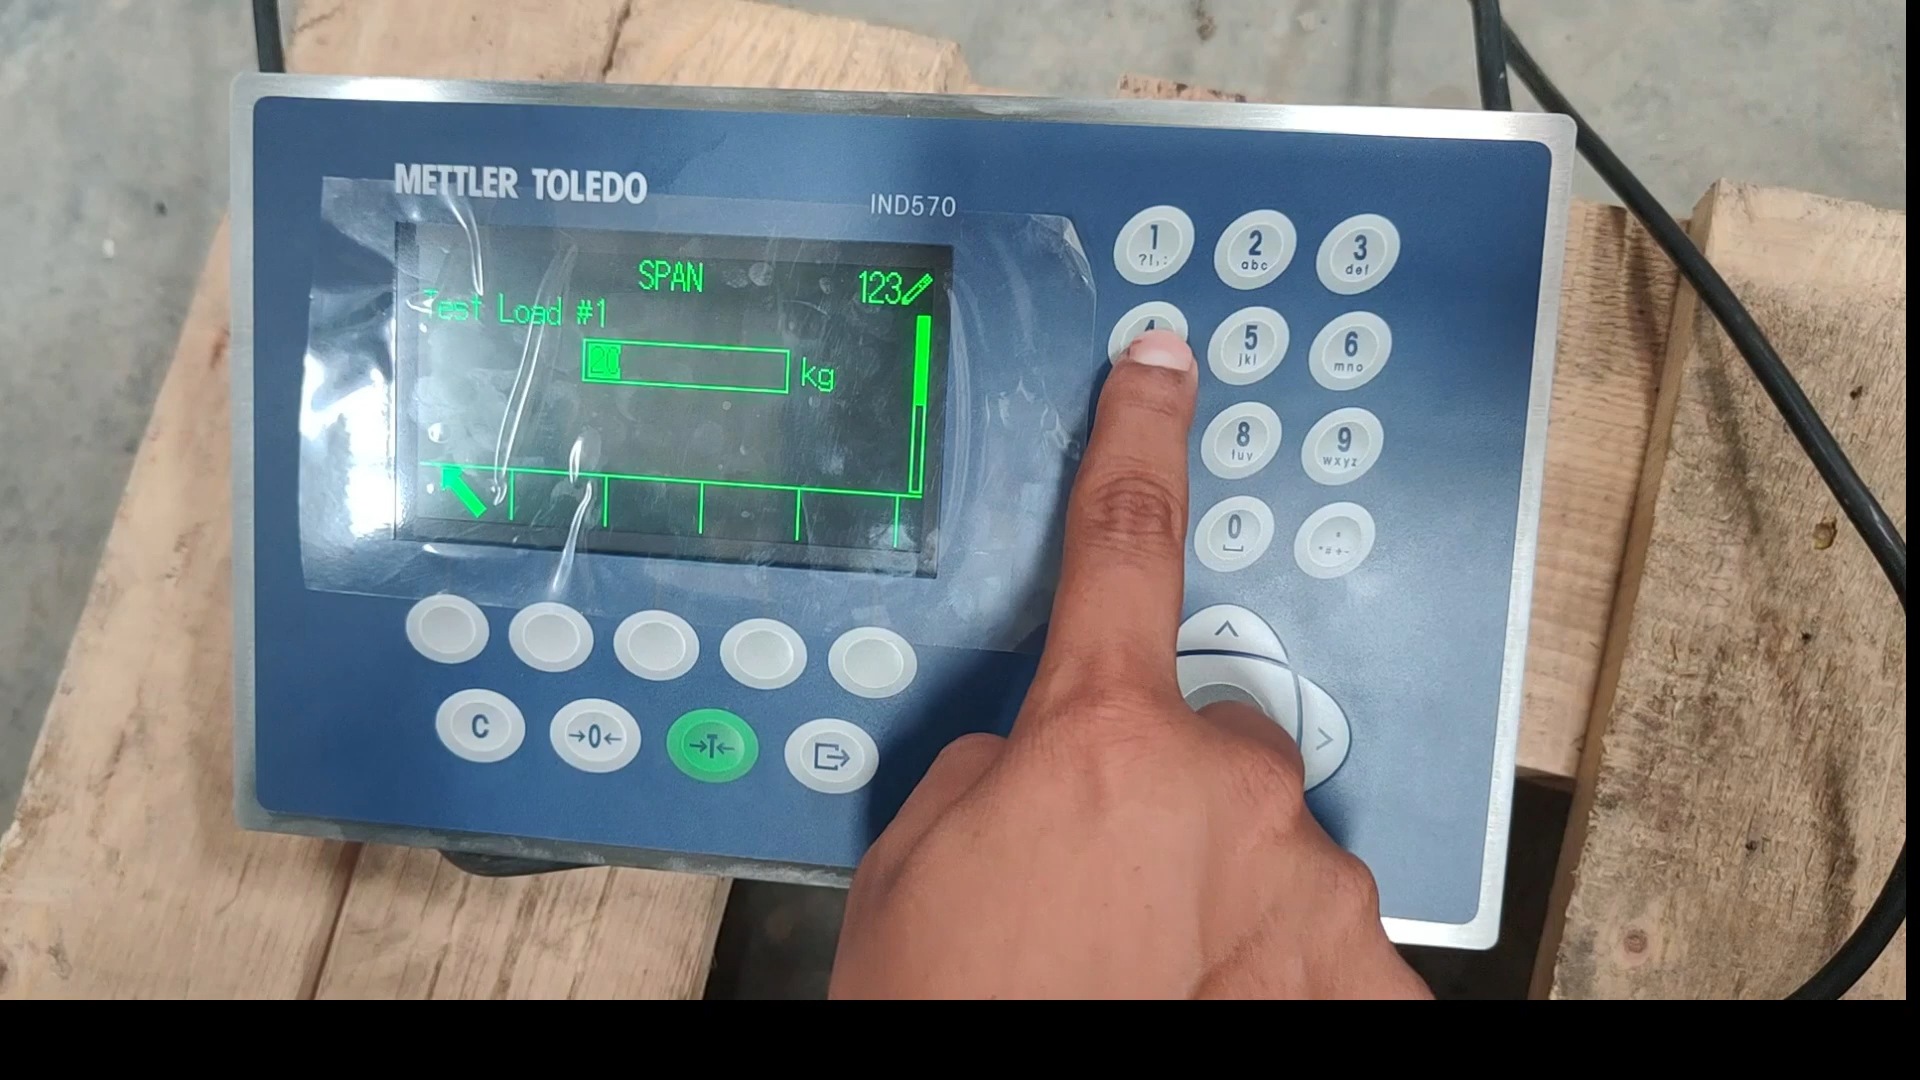 METTLER TOLEDO
IND570
SPAN
123
Test Load #1
20
kg
1 2 3
?!,: abc def
4 5 6
jkl mno
8 9
tuv wxyz
0 .
*#+-
C →0← →T←